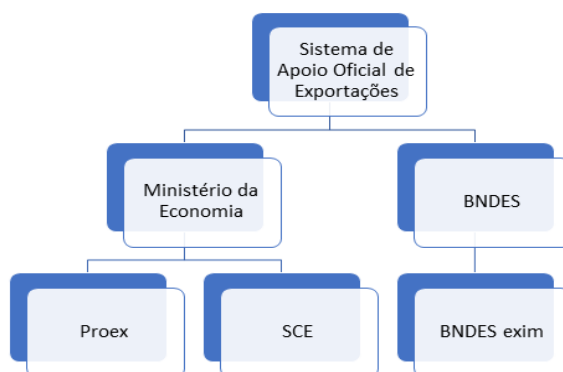 Sistema de
Apoio Oficial de
Exportações
Ministério da
Economia
BNDES
Proex
SCE
BNDES exim